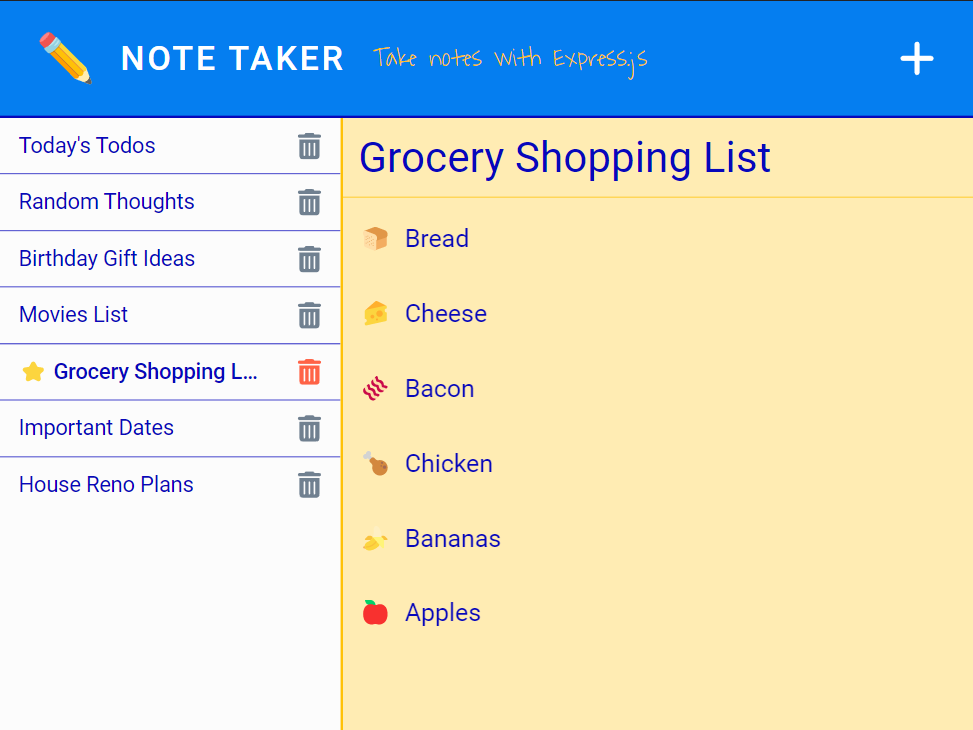 NOTE TAKER Take notes with Express.js
Today's Todos
Random Thoughts
Birthday Gift Ideas
Movies List
Grocery Shopping L...
Important Dates
House Reno Plans
Grocery Shopping List
Bread
Cheese
Bacon
Chicken
Bananas
Apples